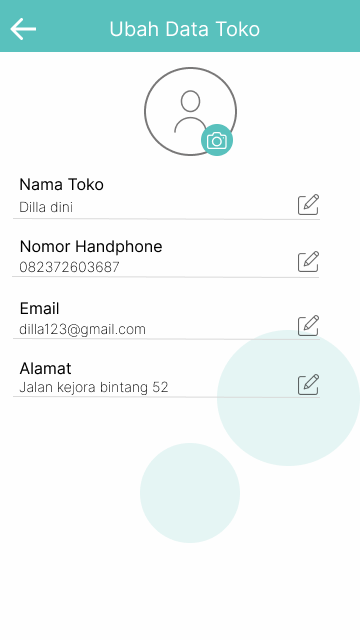 Ubah Data Toko
Nama Toko
Dilla dini
Nomor Handphone
082372603687
Email
dilla123@gmail.com
Alamat
Jalan kejora bintang 52